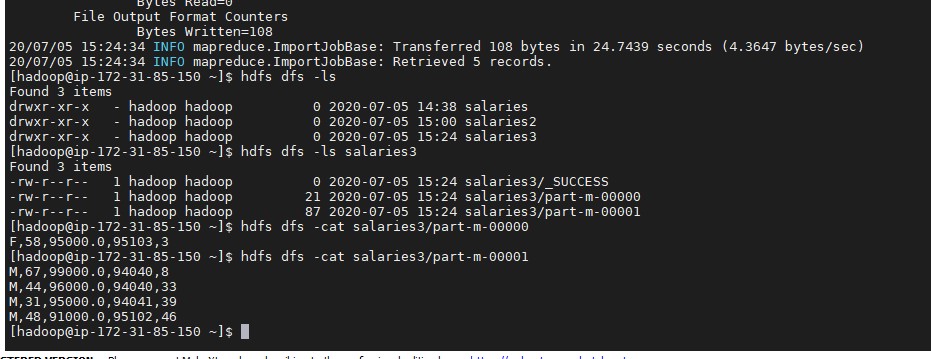 Bytes Read=0
File Output Format Counters
Bytes Written=108
20/07/05 15:24:34 INFO mapreduce.ImportJobBase: Transferred 108 bytes in 24.7439 seconds (4.3647 bytes/sec)
20/07/05 15:24:34 INFO mapreduce.ImportJobBase: Retrieved 5 records.
[hadoop@ip-172-31-85-150 ~]$ hdfs dfs -ls
Found 3 items
drwxr-xr-x   - hadoop hadoop          0 2020-07-05 14:38 salaries
drwxr-xr-x   - hadoop hadoop          0 2020-07-05 15:00 salaries2
drwxr-xr-x   - hadoop hadoop          0 2020-07-05 15:24 salaries3
[hadoop@ip-172-31-85-150 ~]$ hdfs dfs -ls salaries3
Found 3 items
-rw-r--r--   1 hadoop hadoop          0 2020-07-05 15:24 salaries3/_SUCCESS
-rw-r--r--   1 hadoop hadoop         21 2020-07-05 15:24 salaries3/part-m-00000
-rw-r--r--   1 hadoop hadoop         87 2020-07-05 15:24 salaries3/part-m-00001
[hadoop@ip-172-31-85-150 ~]$ hdfs dfs -cat salaries3/part-m-00000
F,58,95000.0,95103,3
[hadoop@ip-172-31-85-150 ~]$ hdfs dfs -cat salaries3/part-m-00001
M,67,99000.0,94040,8
M,44,96000.0,94040,33
M,31,95000.0,94041,39
M,48,91000.0,95102,46
[hadoop@ip-172-31-85-150 ~]$